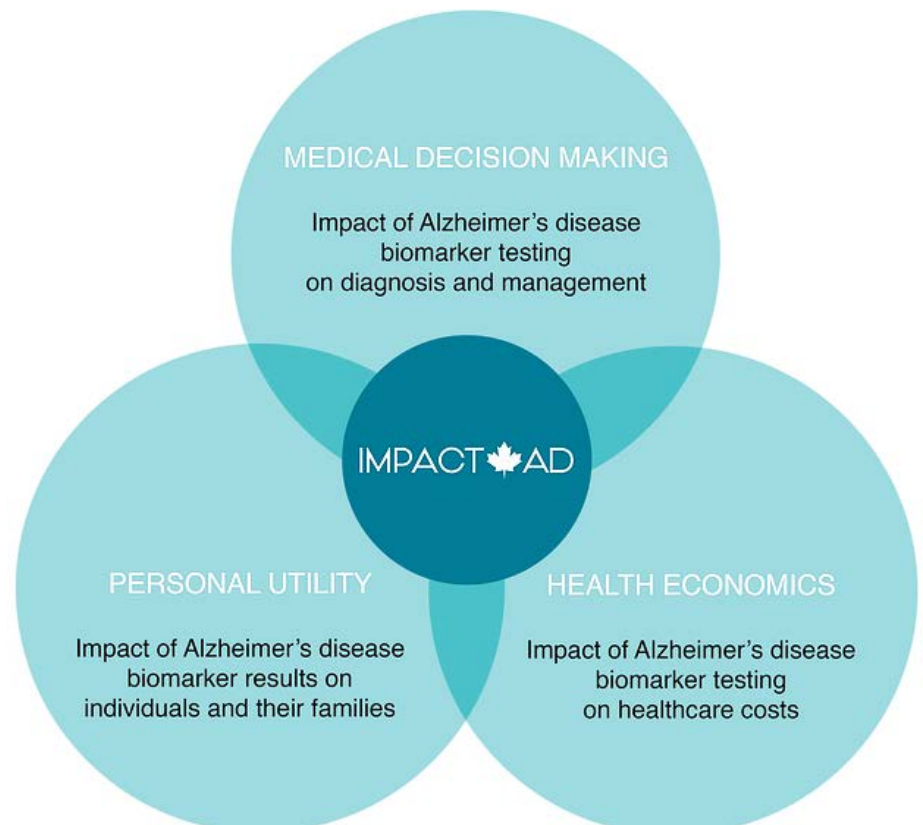 MEDICAL DECISION MAKING
Impact of Alzheimer’s disease
biomarker testing
on diagnosis and management
IMPACT AD
PERSONAL UTILITY
Impact of Alzheimer’s disease
biomarker results on
individuals and their families
HEALTH ECONOMICS
Impact of Alzheimer’s disease
biomarker testing
on healthcare costs